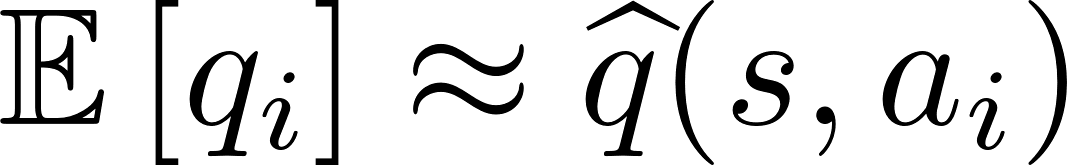 𝔼 [qᵢ] ≈ q̂(s, aᵢ)